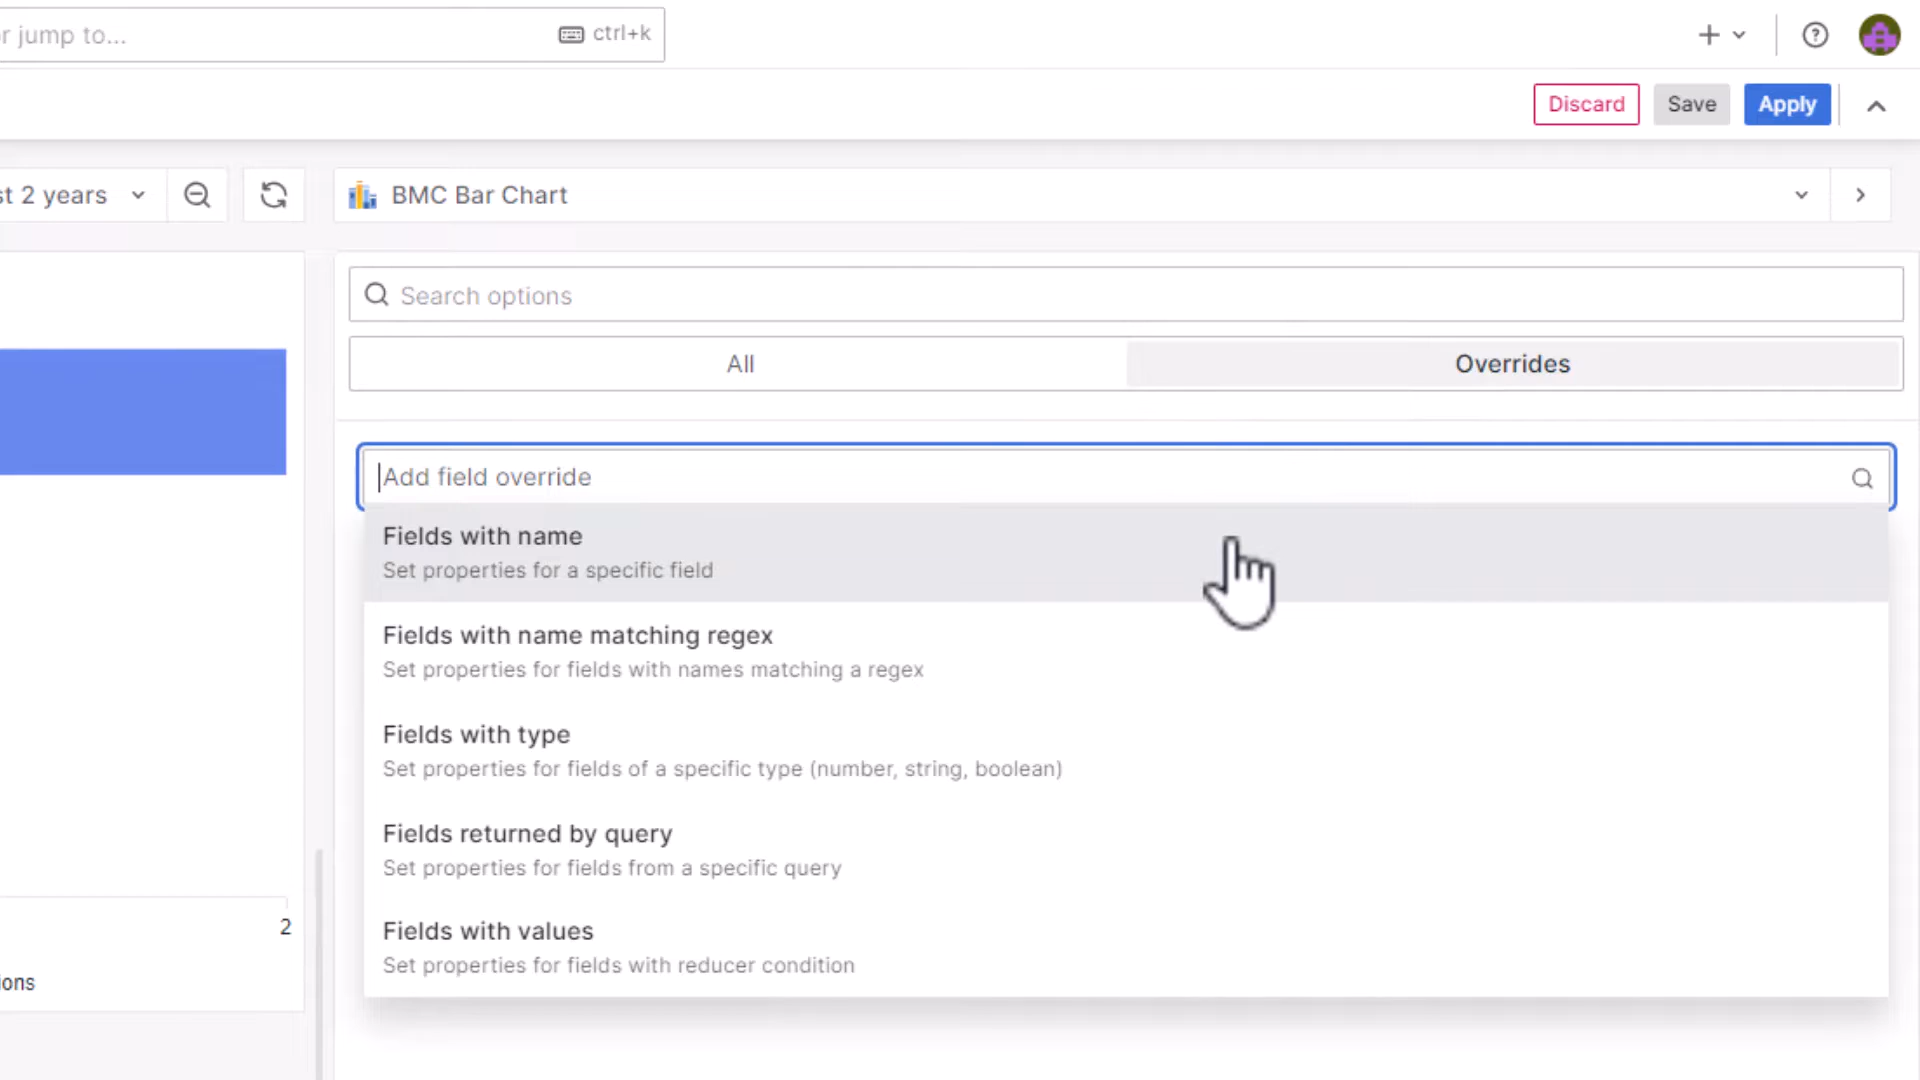 r jump to...
ctrl+k
Discard
Save
Apply
st 2 years
BMC Bar Chart
Search options
All
Overrides
Add field override
Fields with name
Set properties for a specific field
Fields with name matching regex
Set properties for fields with names matching a regex
Fields with type
Set properties for fields of a specific type (number, string, boolean)
Fields returned by query
Set properties for fields from a specific query
Fields with values
Set properties for fields with reducer condition
2
ions